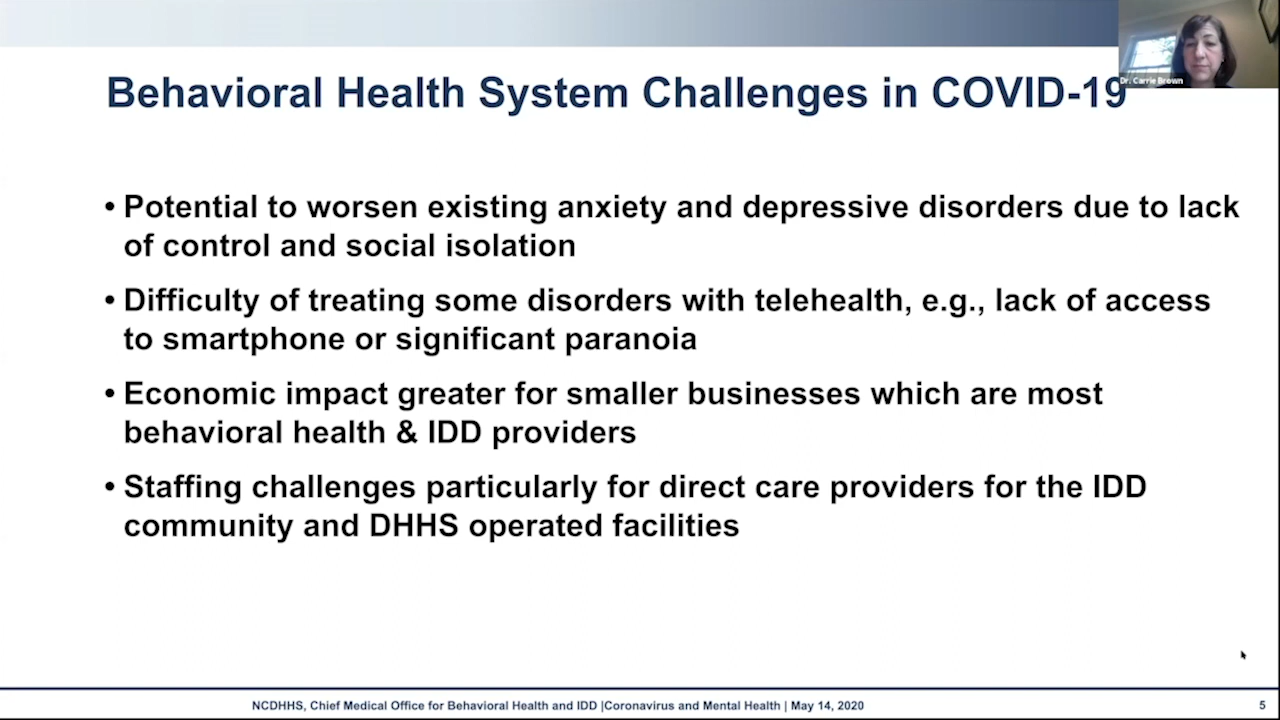 Dr. Carrie Brown
Behavioral Health System Challenges in COVID-19
• Potential to worsen existing anxiety and depressive disorders due to lack
of control and social isolation
• Difficulty of treating some disorders with telehealth, e.g., lack of access
to smartphone or significant paranoia
• Economic impact greater for smaller businesses which are most
behavioral health & IDD providers
• Staffing challenges particularly for direct care providers for the IDD
community and DHHS operated facilities
NCDHHS, Chief Medical Office for Behavioral Health and IDD |Coronavirus and Mental Health | May 14, 2020
5